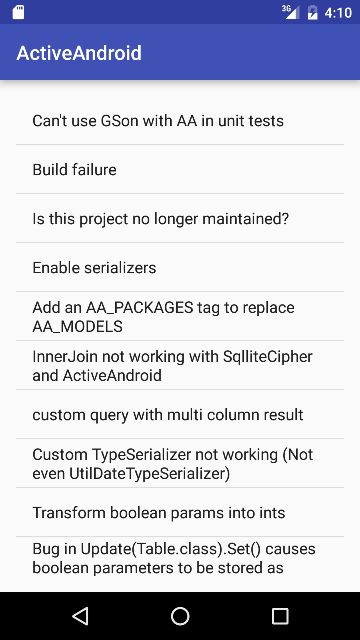 3G 4:10
ActiveAndroid
Can't use GSon with AA in unit tests
Build failure
Is this project no longer maintained?
Enable serializers
Add an AA_PACKAGES tag to replace
AA_MODELS
InnerJoin not working with SqlliteCipher
and ActiveAndroid
custom query with multi column result
Custom TypeSerializer not working (Not
even UtilDateTypeSerializer)
Transform boolean params into ints
Bug in Update(Table.class).Set() causes
boolean parameters to be stored as